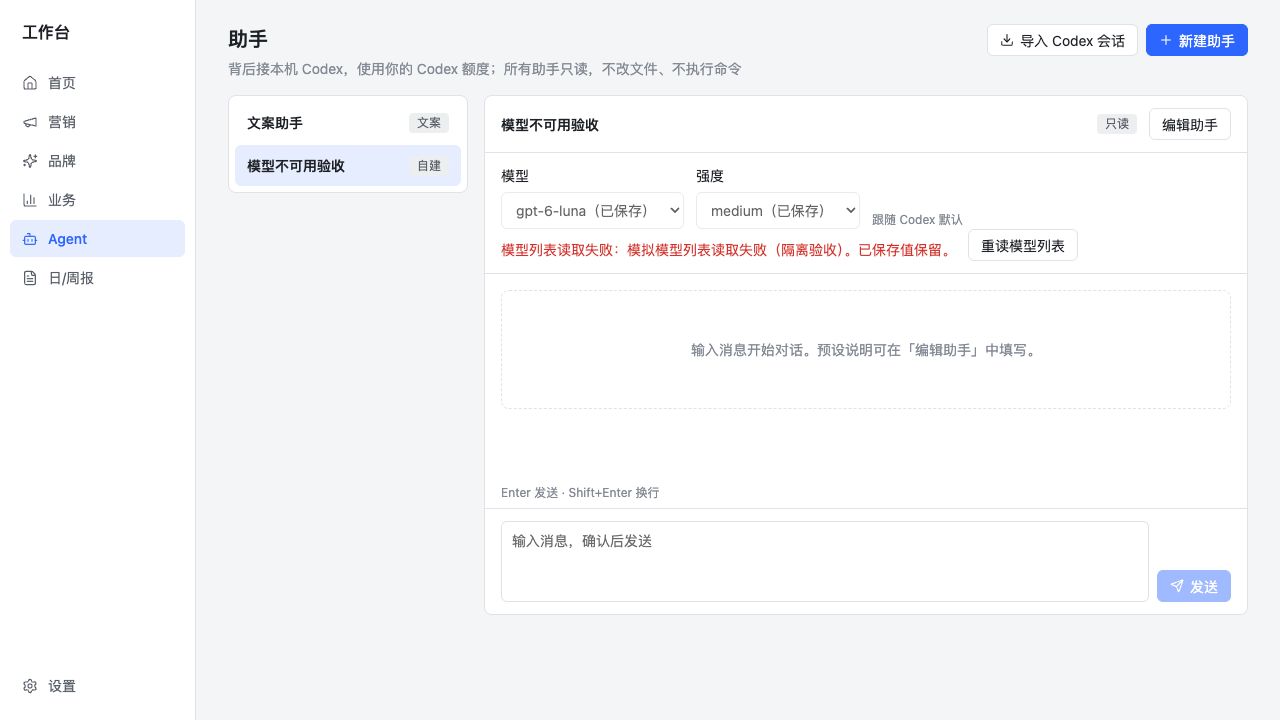 工作台
首页
营销
品牌
业务
Agent
日/周报
设置
助手
背后接本机 Codex，使用你的 Codex 额度；所有助手只读，不改文件、不执行命令
导入 Codex 会话
新建助手
文案助手 文案
模型不可用验收 自建
模型不可用验收 只读 编辑助手
模型 强度
gpt-6-luna（已保存） medium（已保存） 跟随 Codex 默认
模型列表读取失败：模拟模型列表读取失败（隔离验收）。已保存值保留。 重读模型列表
输入消息开始对话。预设说明可在「编辑助手」中填写。
Enter 发送 · Shift+Enter 换行
输入消息，确认后发送
发送